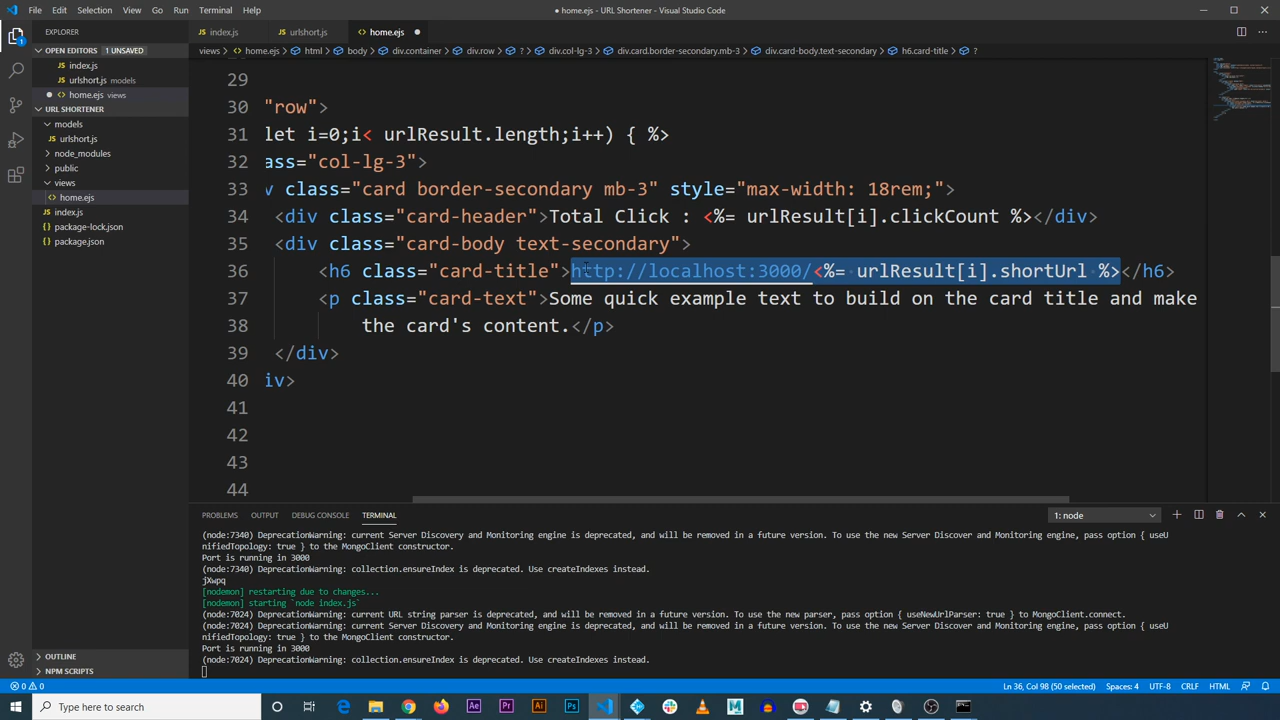 File Edit Selection View Go Run Terminal Help
● home.ejs - URL Shortener - Visual Studio Code
EXPLORER
index.js
urlshort.js
home.ejs
OPEN EDITORS 1 UNSAVED
views > home.ejs > html > body > div.container > div.row > ? > div.col-lg-3 > div.card.border-secondary.mb-3 > div.card-body.text-secondary > h6.card-title > ?
index.js
urlshort.js models
home.ejs views
URL SHORTENER
models
urlshort.js
node_modules
public
views
home.ejs
index.js
package-lock.json
package.json
29
30 "row">
31 let i=0;i< urlResult.length;i++) { %>
32 ass="col-lg-3">
33 v class="card border-secondary mb-3" style="max-width: 18rem;">
34 <div class="card-header">Total Click : <%= urlResult[i].clickCount %></div>
35 <div class="card-body text-secondary">
36 <h6 class="card-title">http://localhost:3000/<%= urlResult[i].shortUrl %></h6>
37 <p class="card-text">Some quick example text to build on the card title and make
38 the card's content.</p>
39 </div>
40 iv>
41
42
43
44
PROBLEMS OUTPUT DEBUG CONSOLE TERMINAL
1: node
(node:7340) DeprecationWarning: current Server Discovery and Monitoring engine is deprecated, and will be removed in a future version. To use the new Server Discover and Monitoring engine, pass option { useU
nifiedTopology: true } to the MongoClient constructor.
Port is running in 3000
(node:7340) DeprecationWarning: collection.ensureIndex is deprecated. Use createIndexes instead.
jXwpq
[nodemon] restarting due to changes...
[nodemon] starting `node index.js`
(node:7024) DeprecationWarning: current URL string parser is deprecated, and will be removed in a future version. To use the new parser, pass option { useNewUrlParser: true } to MongoClient.connect.
(node:7024) DeprecationWarning: current Server Discovery and Monitoring engine is deprecated, and will be removed in a future version. To use the new Server Discover and Monitoring engine, pass option { useU
nifiedTopology: true } to the MongoClient constructor.
Port is running in 3000
(node:7024) DeprecationWarning: collection.ensureIndex is deprecated. Use createIndexes instead.
OUTLINE
NPM SCRIPTS
0 0
Ln 36, Col 98 (50 selected) Spaces: 4 UTF-8 CRLF HTML
Type here to search
Ae Pr Ai Ps